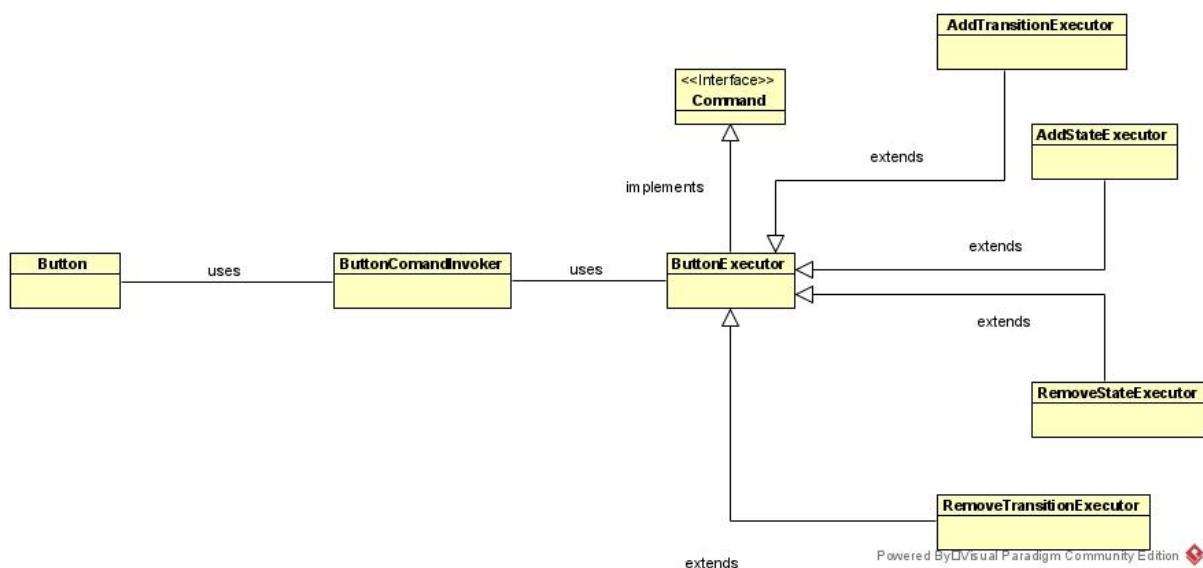 AddTransitionExecutor
<<Interface>>
Command
AddStateExecutor
extends
implements
extends
Button
uses
ButtonComandInvoker
uses
ButtonExecutor
extends
RemoveStateExecutor
RemoveTransitionExecutor
extends
Powered By Visual Paradigm Community Edition